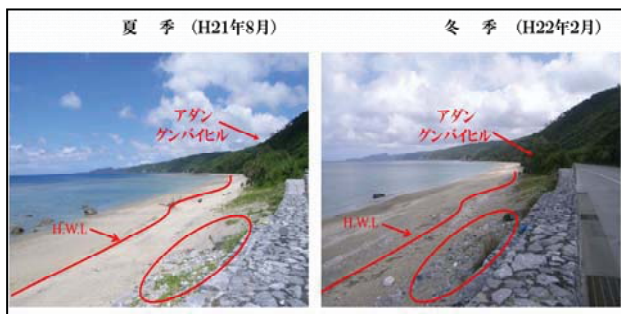 夏 季 (H21年8月)
アダン
グンバイヒル
H.W.L
冬 季 (H22年2月)
アダン
グンバイヒル
H.W.L